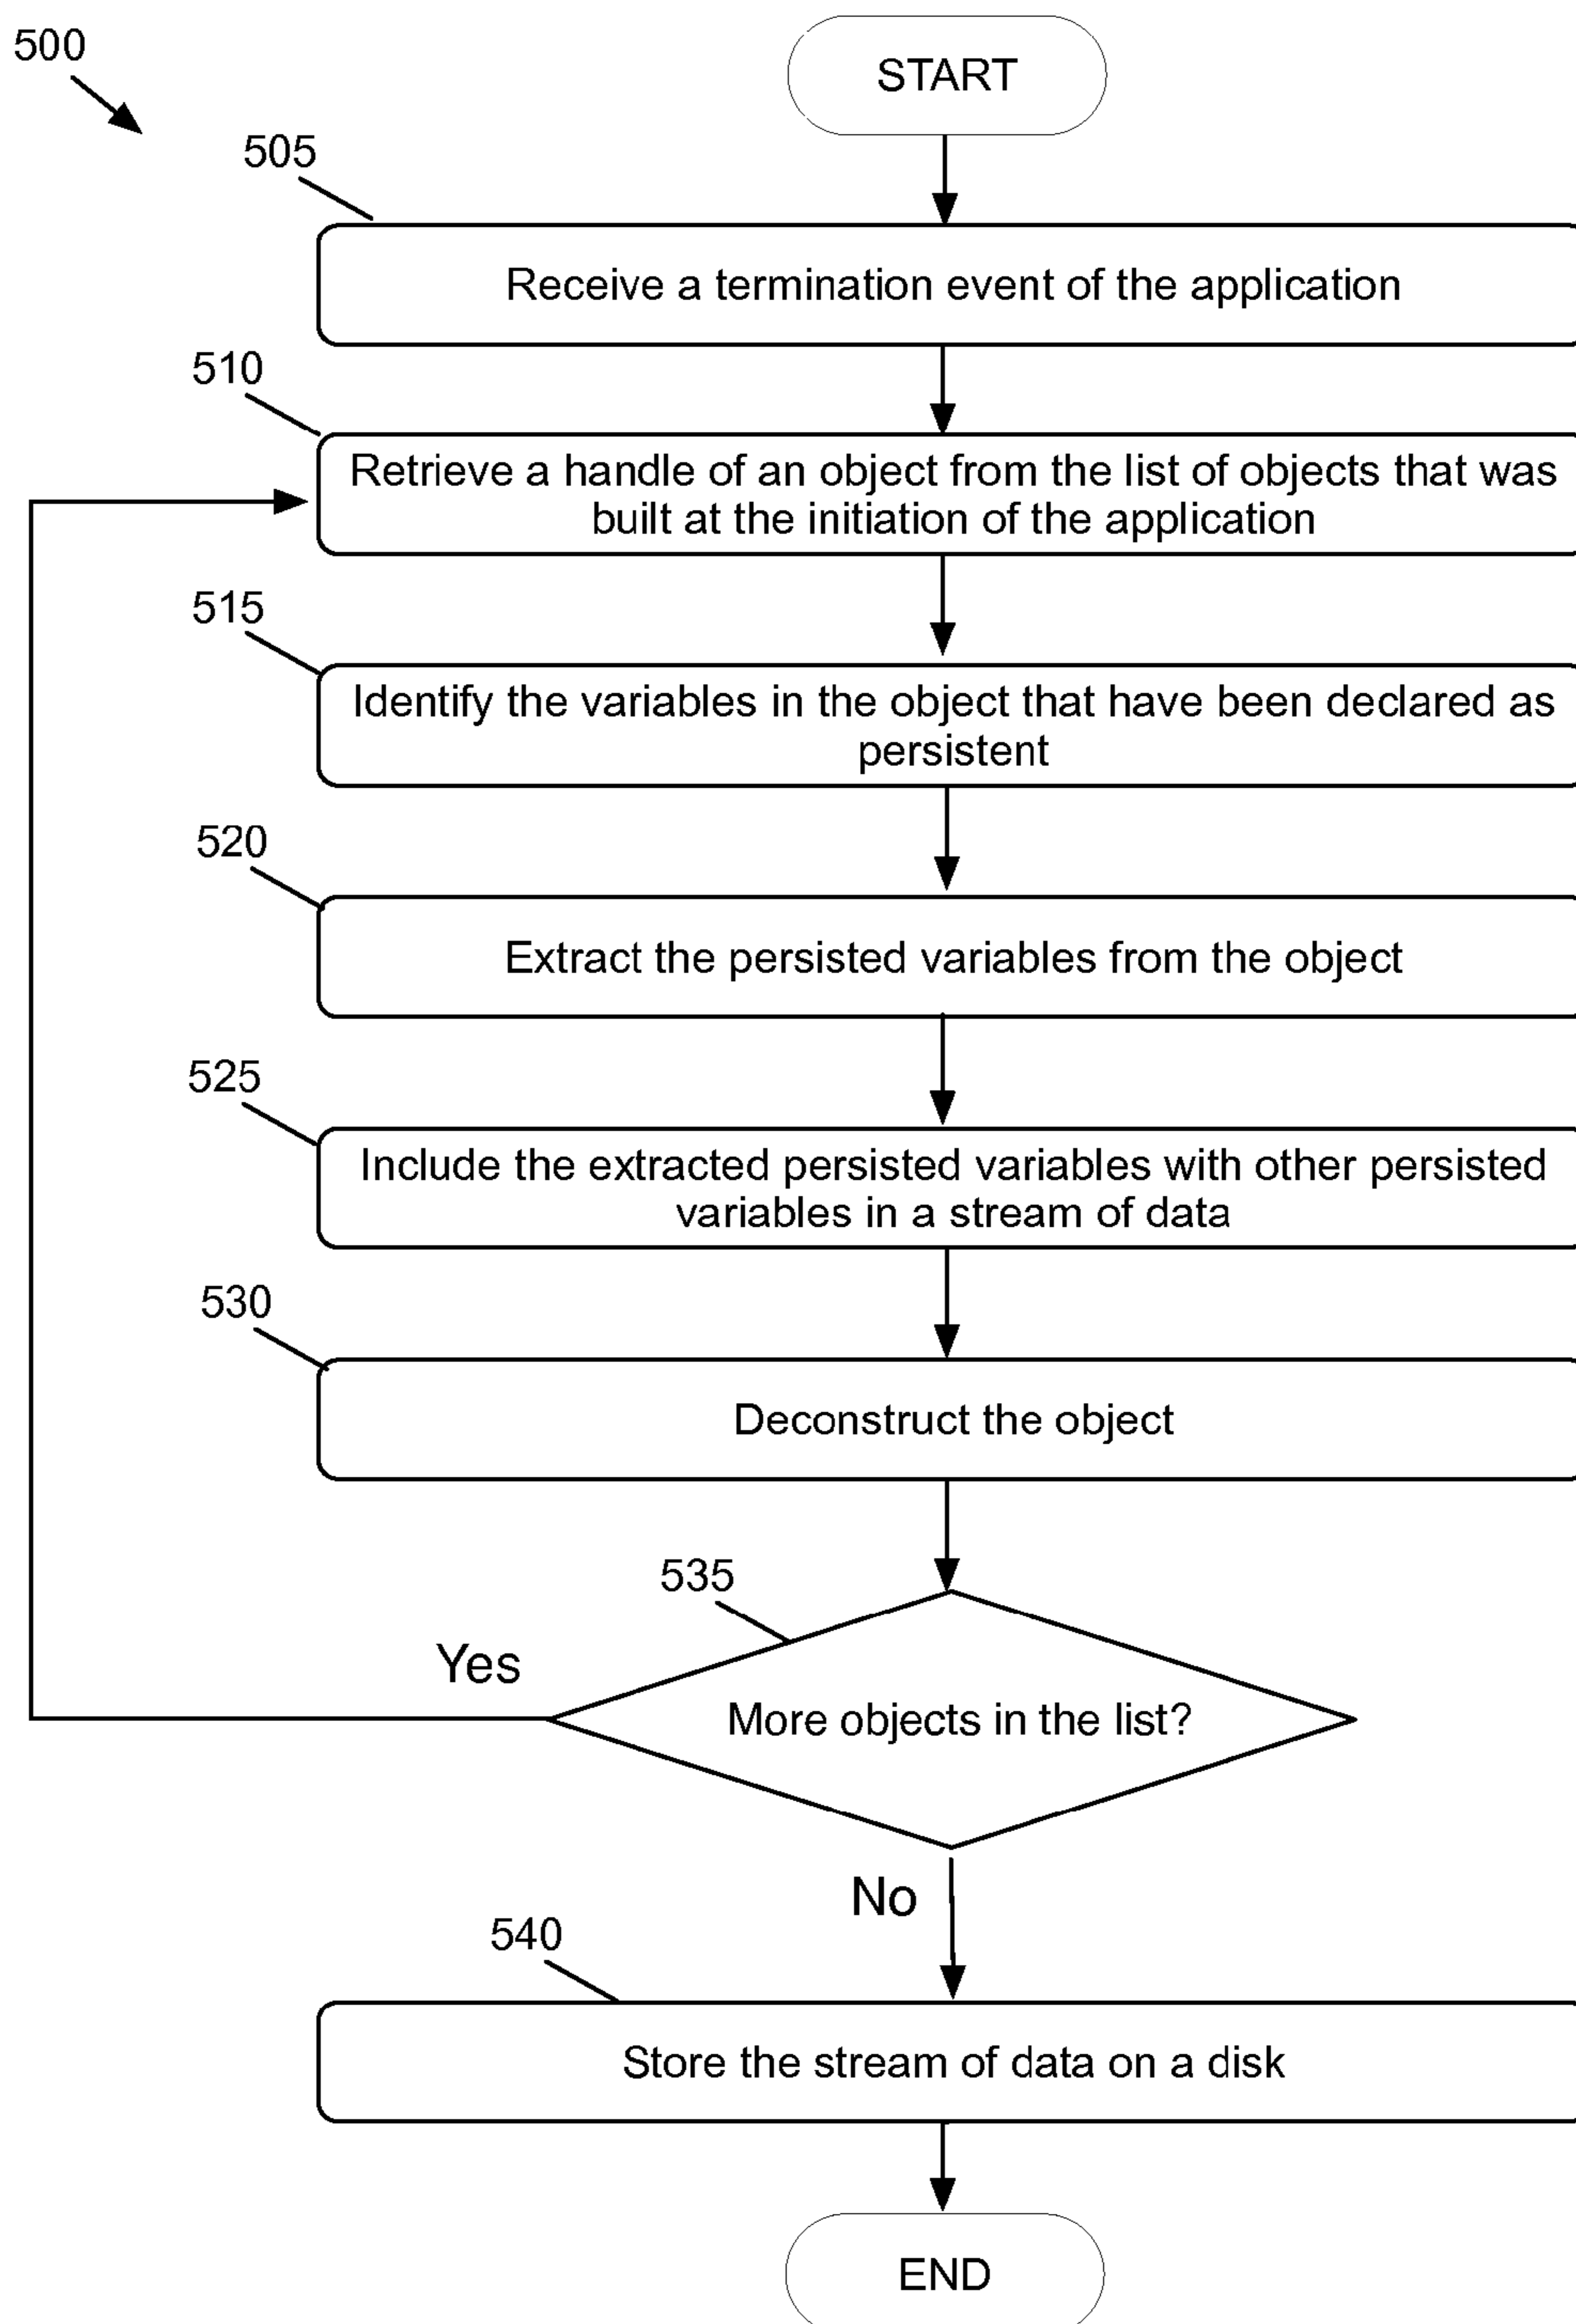 500
START
505
Receive a termination event of the application
510
Retrieve a handle of an object from the list of objects that was
built at the initiation of the application
515
Identify the variables in the object that have been declared as
persistent
520
Extract the persisted variables from the object
525
Include the extracted persisted variables with other persisted
variables in a stream of data
530
Deconstruct the object
535
Yes
More objects in the list?
No
540
Store the stream of data on a disk
END